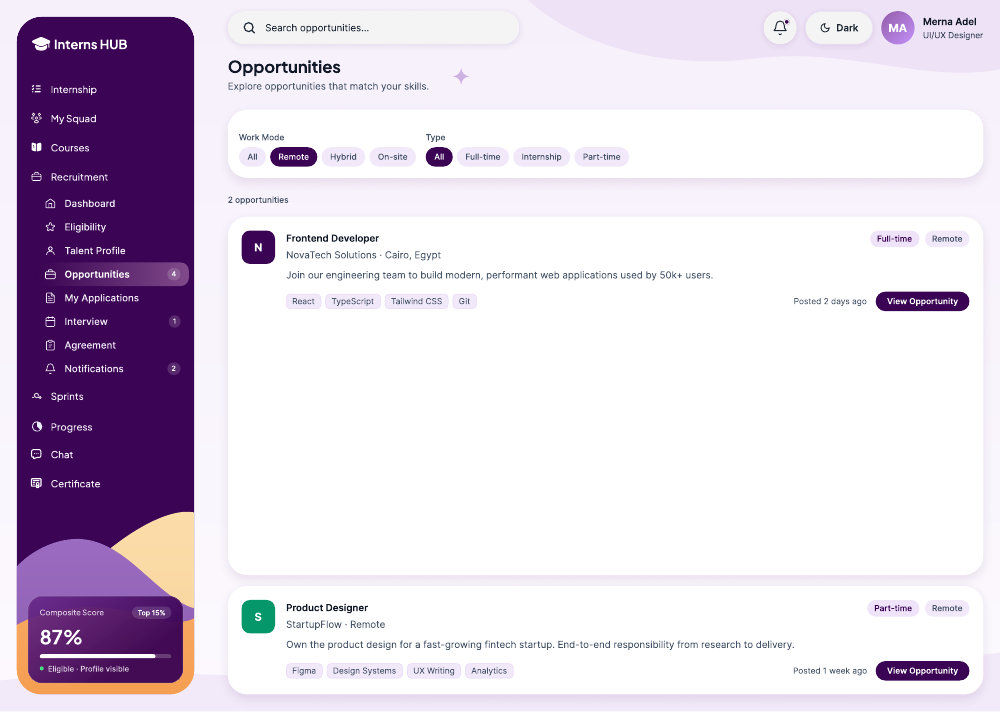 Interns HUB
Internship
My Squad
Courses
Recruitment
Dashboard
Eligibility
Talent Profile
Opportunities 4
My Applications
Interview 1
Agreement
Notifications 2
Sprints
Progress
Chat
Certificate
Composite Score Top 15%
87%
Eligible · Profile visible
Search opportunities...
Dark
MA
Merna Adel
UI/UX Designer
Opportunities
Explore opportunities that match your skills.
Work Mode
All Remote Hybrid On-site
Type
All Full-time Internship Part-time
2 opportunities
N
Frontend Developer
Full-time Remote
NovaTech Solutions · Cairo, Egypt
Join our engineering team to build modern, performant web applications used by 50k+ users.
React TypeScript Tailwind CSS Git
Posted 2 days ago View Opportunity
S
Product Designer
Part-time Remote
StartupFlow · Remote
Own the product design for a fast-growing fintech startup. End-to-end responsibility from research to delivery.
Figma Design Systems UX Writing Analytics
Posted 1 week ago View Opportunity